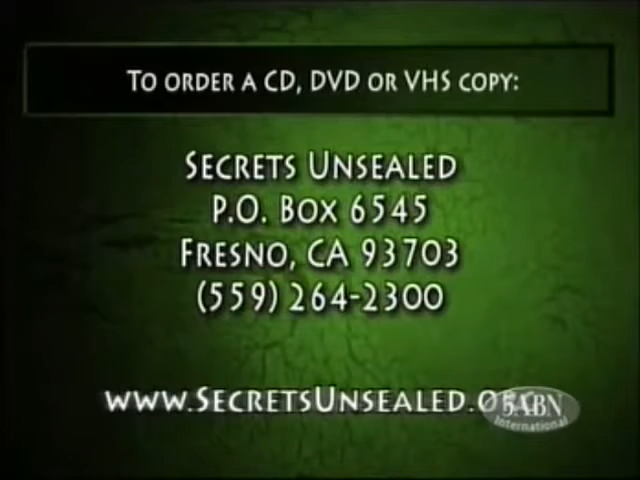 To order a CD, DVD or VHS copy:
Secrets Unsealed
P.O. Box 6545
Fresno, CA 93703
(559) 264-2300
www.SecretsUnsealed.org
3ABN
International